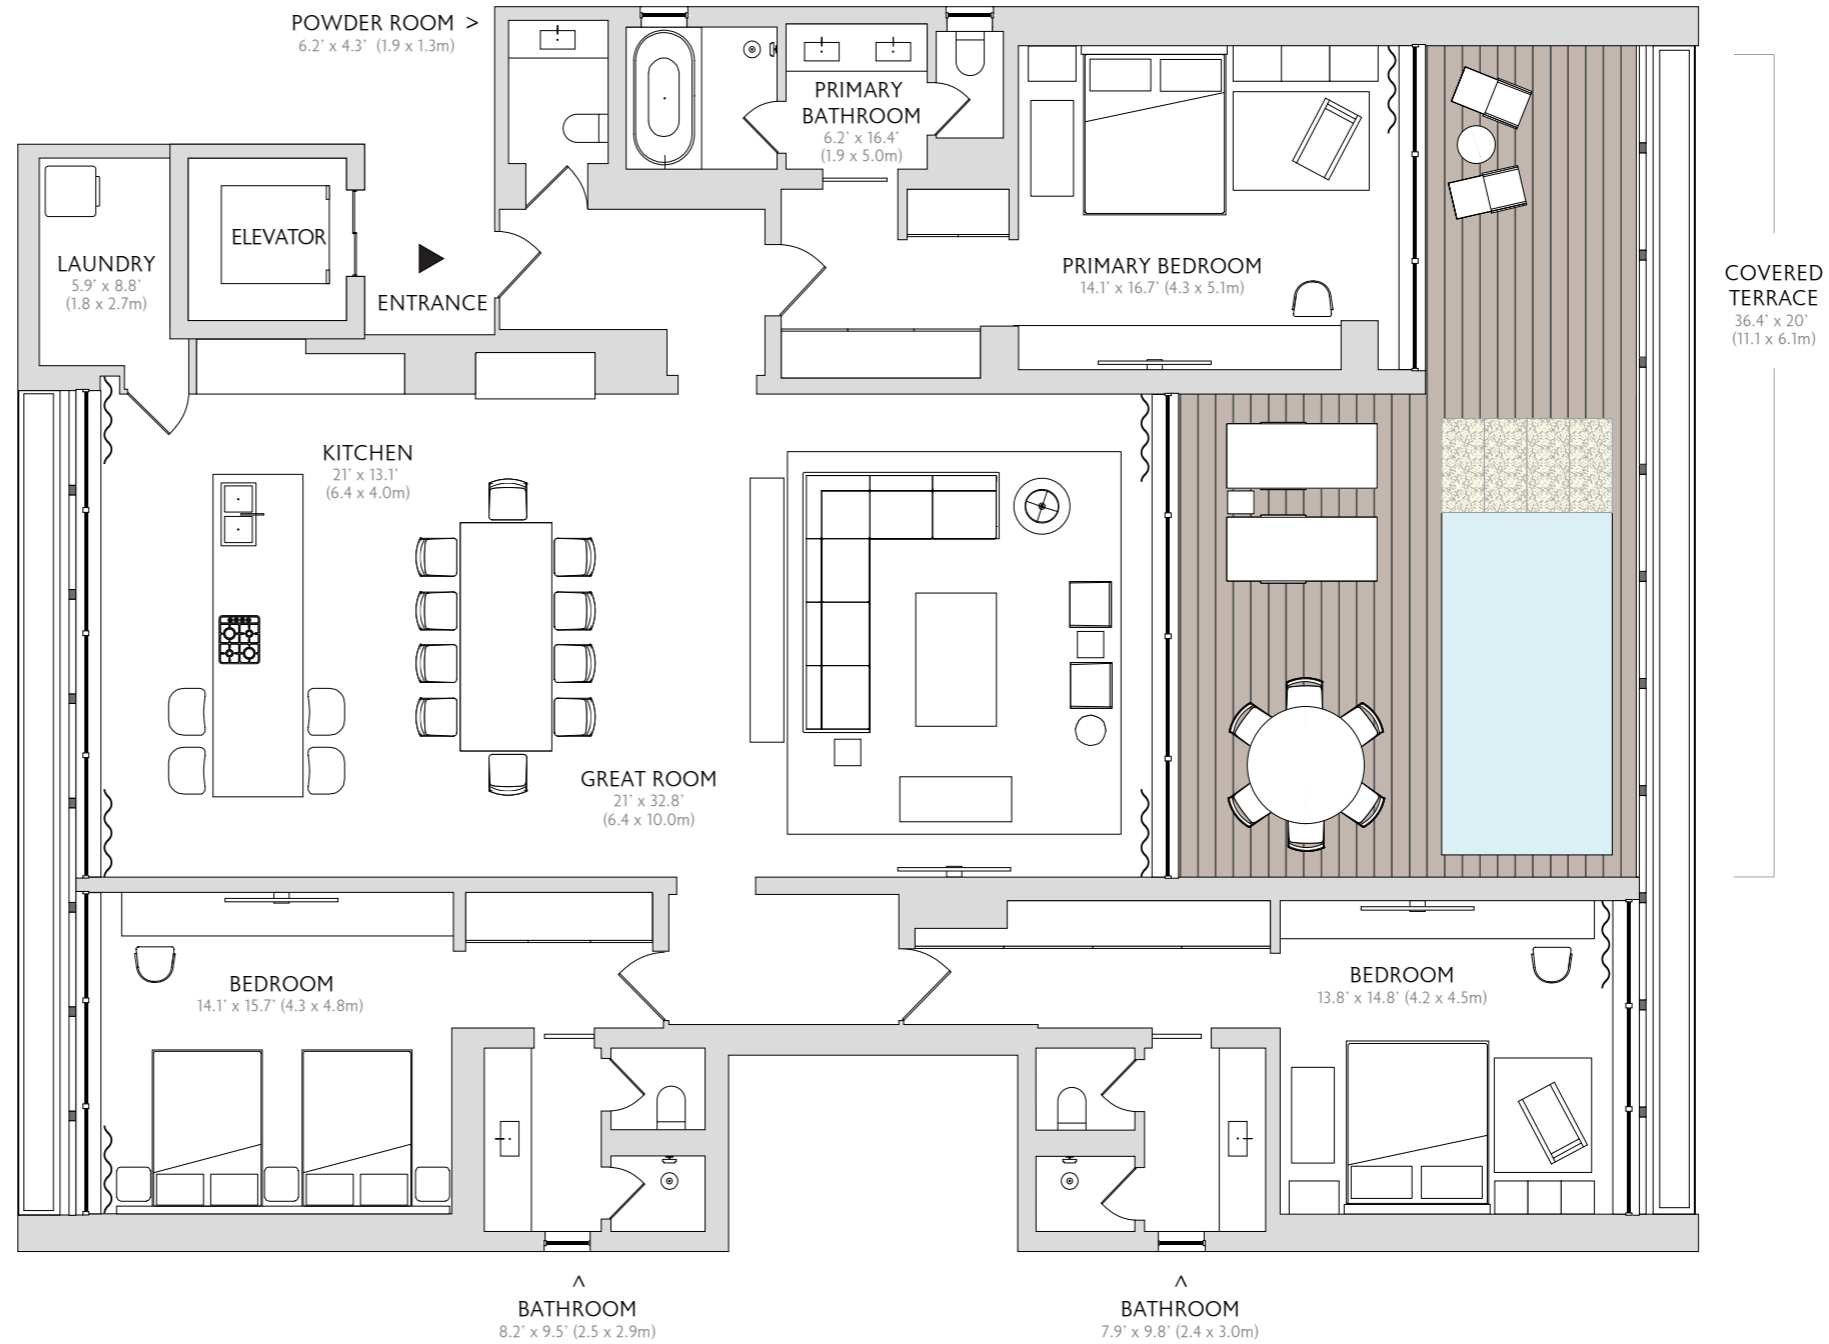 POWDER ROOM >
6.2' x 4.3' (1.9 x 1.3m)
PRIMARY
BATHROOM
6.2' x 16.4'
(1.9 x 5.0m)
ELEVATOR
LAUNDRY
5.9' x 8.8'
(1.8 x 2.7m)
ENTRANCE
PRIMARY BEDROOM
14.1' x 16.7' (4.3 x 5.1m)
COVERED
TERRACE
36.4' x 20'
(11.1 x 6.1m)
KITCHEN
21' x 13.1'
(6.4 x 4.0m)
GREAT ROOM
21' x 32.8'
(6.4 x 10.0m)
BEDROOM
14.1' x 15.7' (4.3 x 4.8m)
BEDROOM
13.8' x 14.8' (4.2 x 4.5m)
^
BATHROOM
8.2' x 9.5' (2.5 x 2.9m)
^
BATHROOM
7.9' x 9.8' (2.4 x 3.0m)